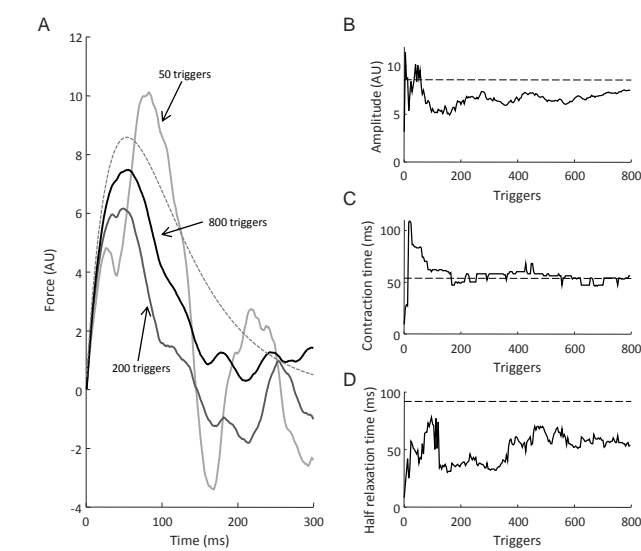 A
12
10
8
6
4
2
0
-2
-4
0
100
200
300
Force (AU)
Time (ms)
50 triggers
800 triggers
200 triggers
B
10
5
0
0
200
400
600
800
Amplitude (AU)
Triggers
C
100
50
0
0
200
400
600
800
Contraction time (ms)
Triggers
D
100
50
0
0
200
400
600
800
Half relaxation time (ms)
Triggers